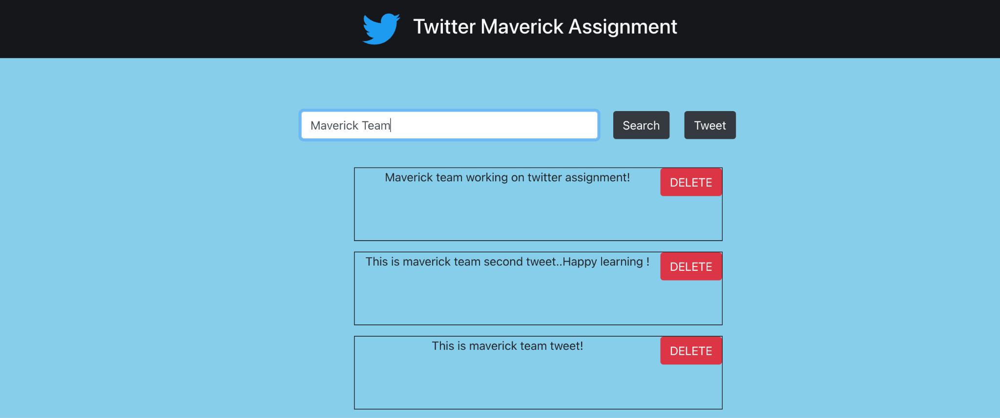 Twitter Maverick Assignment
Maverick Team
Search
Tweet
Maverick team working on twitter assignment!
DELETE
This is maverick team second tweet..Happy learning !
DELETE
This is maverick team tweet!
DELETE